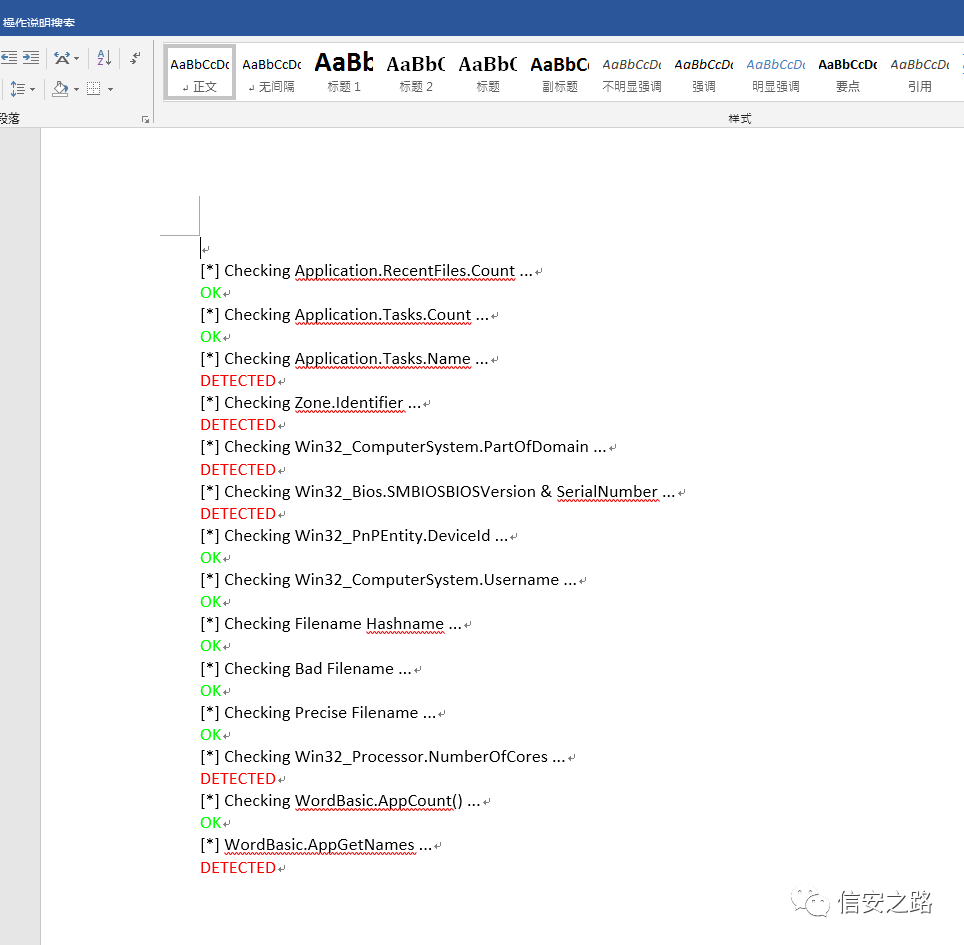 操作说明搜索
AaBbCcDc AaBbCcDc AaBb AaBbC AaBbC AaBbC AaBbCcDc AaBbCcDc AaBbCcDc AaBbCcDc AaBbCcDc
正文 无间隔 标题 1 标题 2 标题 副标题 不明显强调 强调 明显强调 要点 引用
段落 样式
[*] Checking Application.RecentFiles.Count ...
OK
[*] Checking Application.Tasks.Count ...
OK
[*] Checking Application.Tasks.Name ...
DETECTED
[*] Checking Zone.Identifier ...
DETECTED
[*] Checking Win32_ComputerSystem.PartOfDomain ...
DETECTED
[*] Checking Win32_Bios.SMBIOSBIOSVersion & SerialNumber ...
DETECTED
[*] Checking Win32_PnPEntity.DeviceId ...
OK
[*] Checking Win32_ComputerSystem.Username ...
OK
[*] Checking Filename Hashname ...
OK
[*] Checking Bad Filename ...
OK
[*] Checking Precise Filename ...
OK
[*] Checking Win32_Processor.NumberOfCores ...
DETECTED
[*] Checking WordBasic.AppCount() ...
OK
[*] WordBasic.AppGetNames ...
DETECTED
信安之路